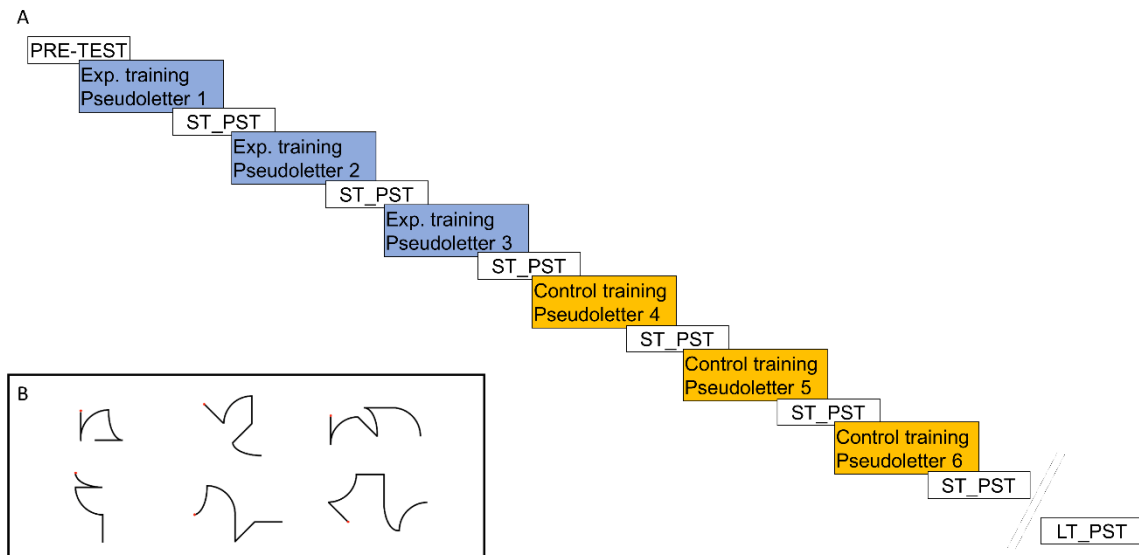 A
PRE-TEST
Exp. training
Pseudoletter 1
ST_PST
Exp. training
Pseudoletter 2
ST_PST
Exp. training
Pseudoletter 3
ST_PST
Control training
Pseudoletter 4
ST_PST
Control training
Pseudoletter 5
ST_PST
Control training
Pseudoletter 6
ST_PST
LT_PST
B